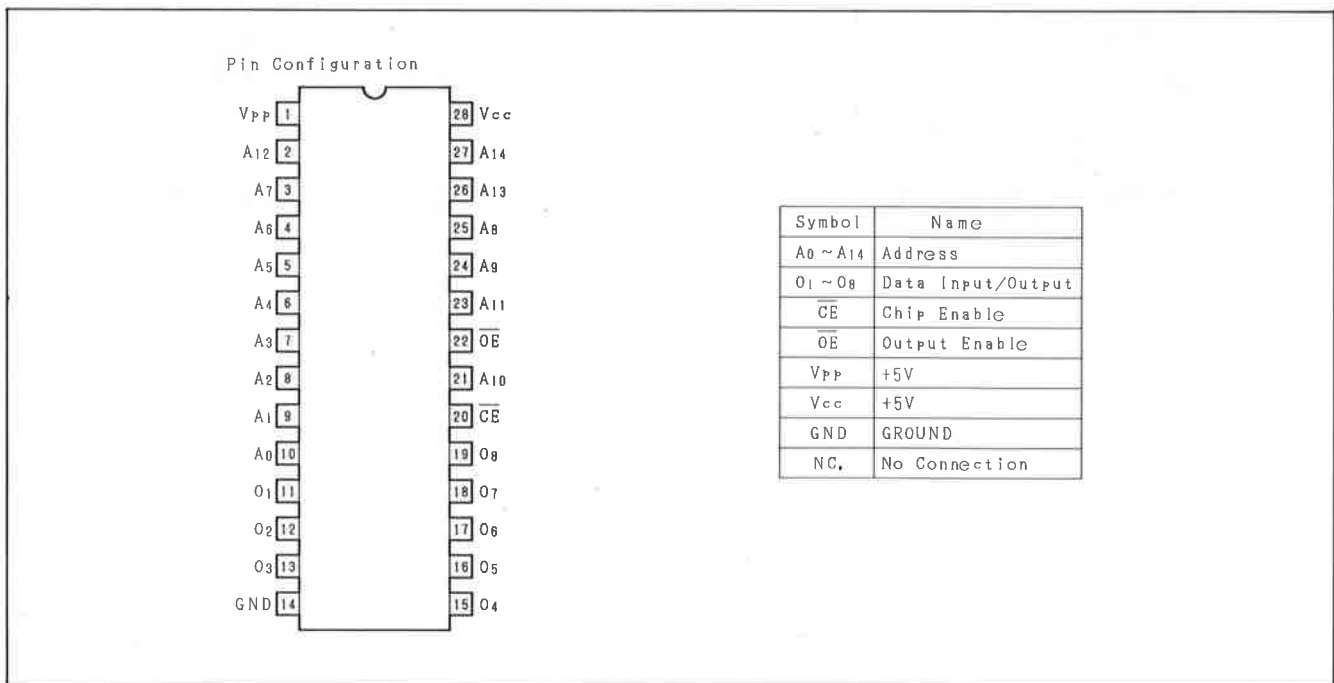 Pin Configuration
VPP 1 28 Vcc
A12 2 27 A14
A7 3 26 A13
A6 4 25 A8
A5 5 24 A9
A4 6 23 A11
A3 7 22 OE
A2 8 21 A10
A1 9 20 CE
A0 10 19 O8
O1 11 18 O7
O2 12 17 O6
O3 13 16 O5
GND 14 15 O4
Symbol Name
A0 ~ A14 Address
O1 ~ O8 Data Input/Output
CE Chip Enable
OE Output Enable
VPP +5V
Vcc +5V
GND GROUND
NC. No Connection